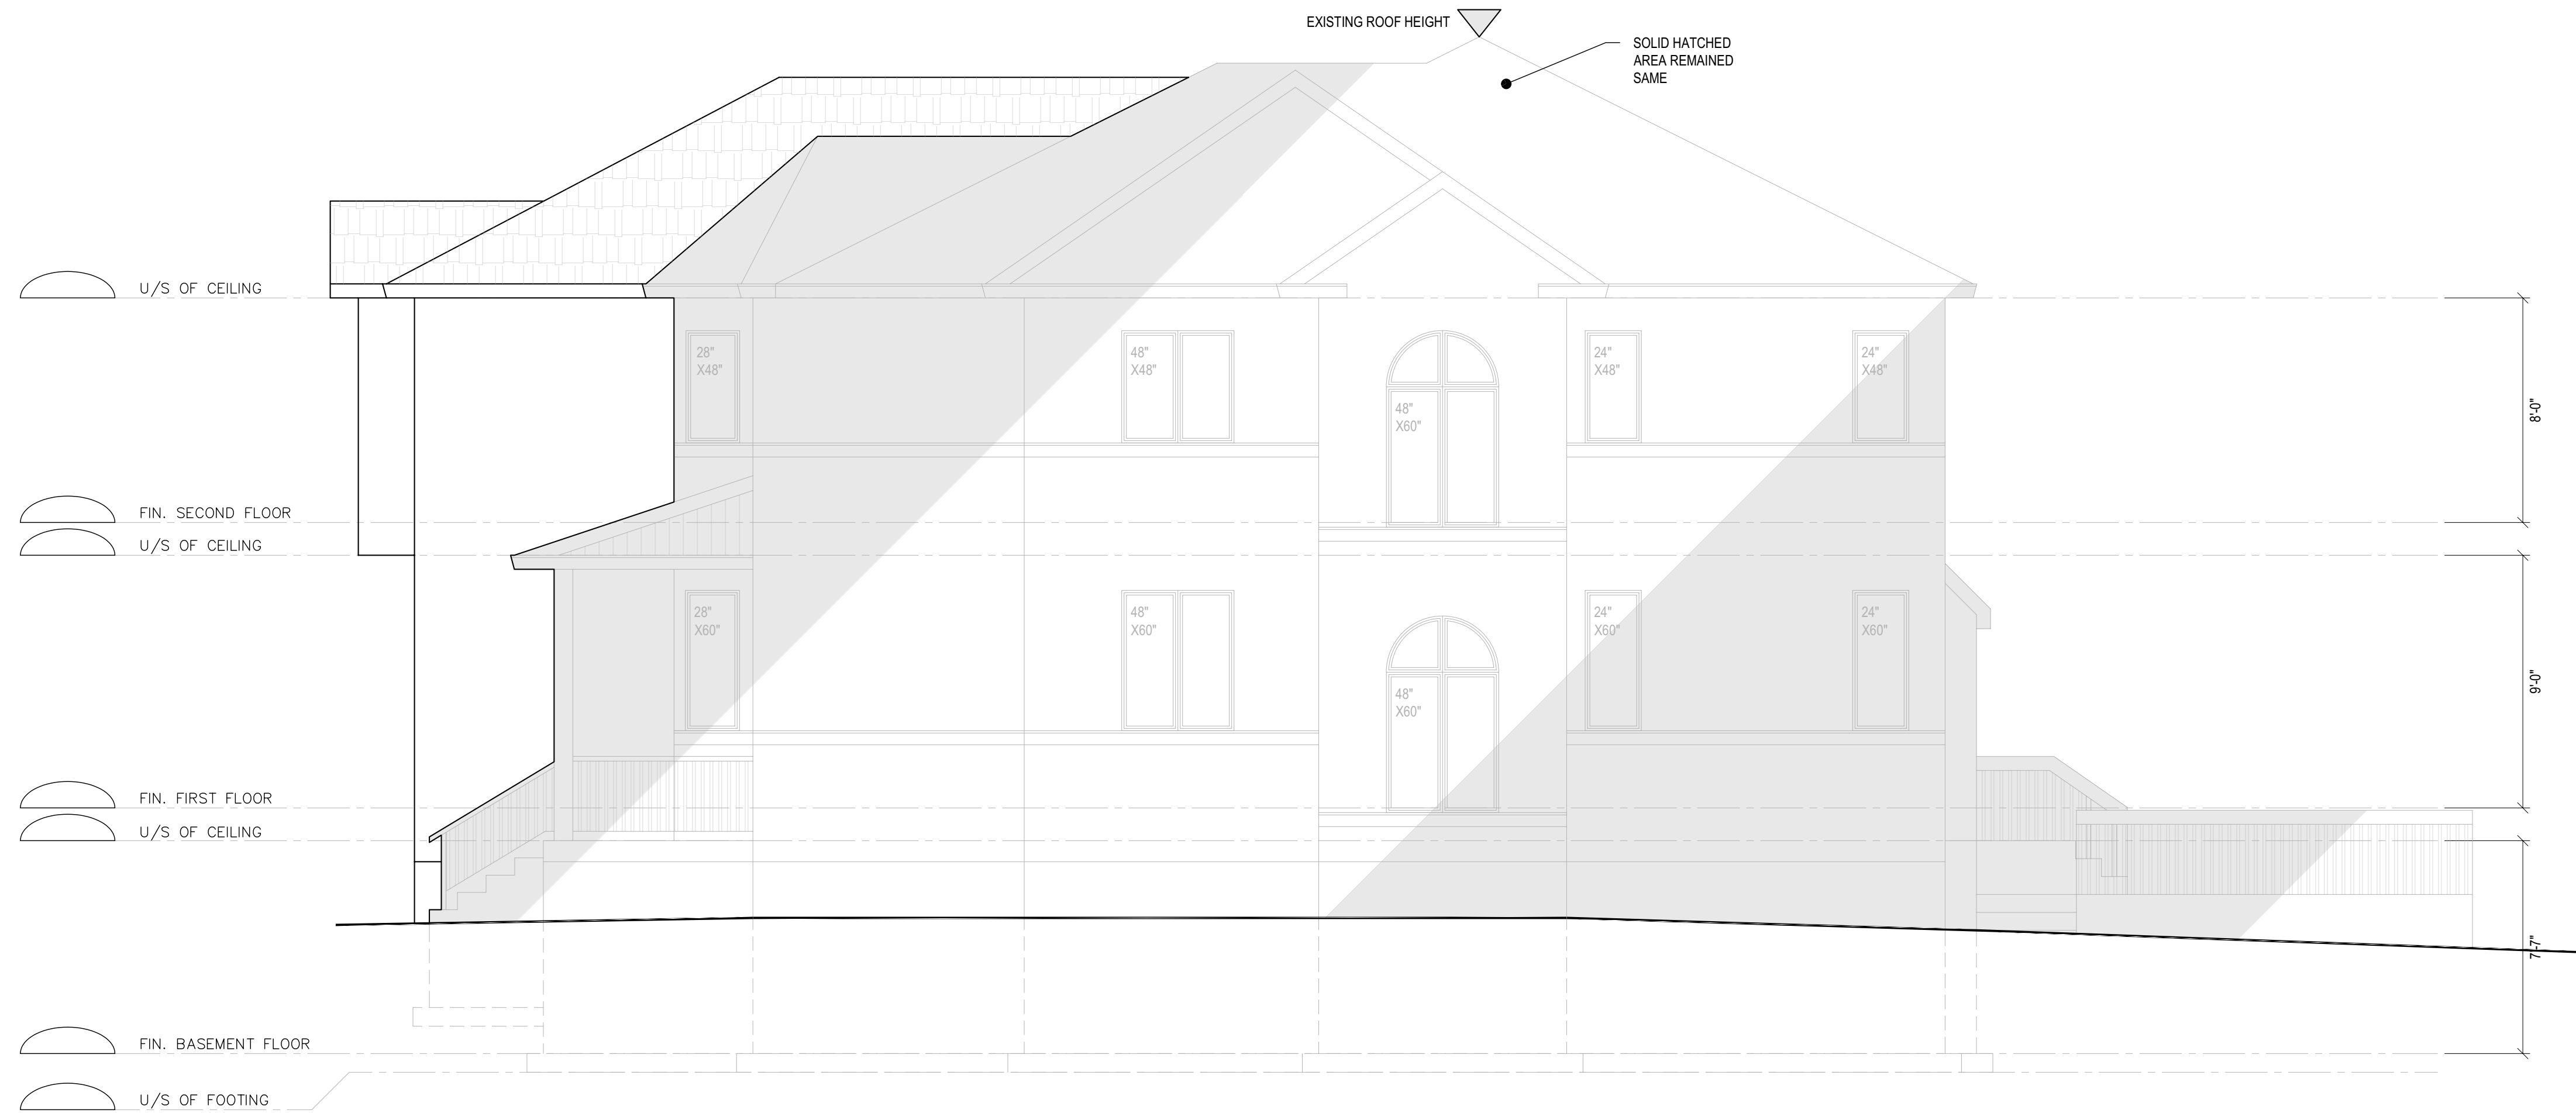 EXISTING ROOF HEIGHT
SOLID HATCHED
AREA REMAINED
SAME
U/S OF CEILING
28"
X48"
48"
X48"
48"
X60"
24"
X48"
24"
X48"
8'-0"
FIN. SECOND FLOOR
U/S OF CEILING
28"
X60"
48"
X60"
48"
X60"
24"
X60"
24"
X60"
9'-0"
FIN. FIRST FLOOR
U/S OF CEILING
7'-7"
FIN. BASEMENT FLOOR
U/S OF FOOTING